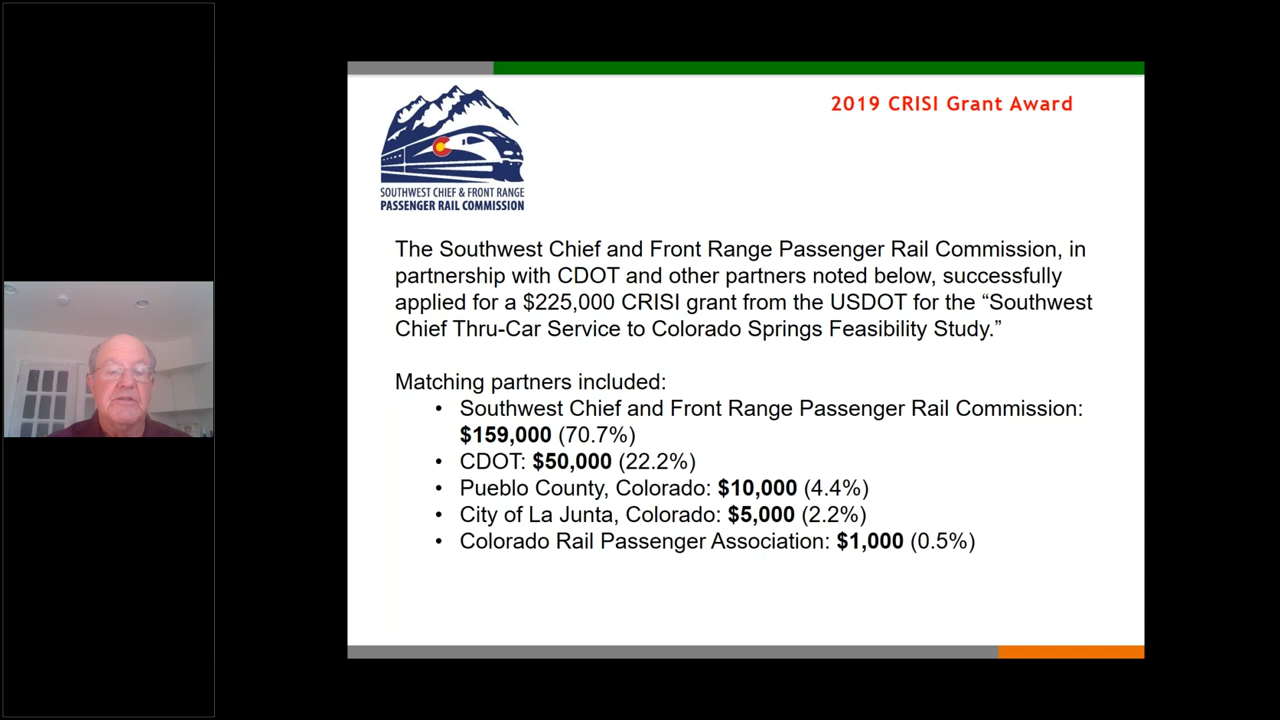 2019 CRISI Grant Award
SOUTHWEST CHIEF & FRONT RANGE
PASSENGER RAIL COMMISSION
The Southwest Chief and Front Range Passenger Rail Commission, in
partnership with CDOT and other partners noted below, successfully
applied for a $225,000 CRISI grant from the USDOT for the “Southwest
Chief Thru-Car Service to Colorado Springs Feasibility Study.”
Matching partners included:
• Southwest Chief and Front Range Passenger Rail Commission:
$159,000 (70.7%)
• CDOT: $50,000 (22.2%)
• Pueblo County, Colorado: $10,000 (4.4%)
• City of La Junta, Colorado: $5,000 (2.2%)
• Colorado Rail Passenger Association: $1,000 (0.5%)